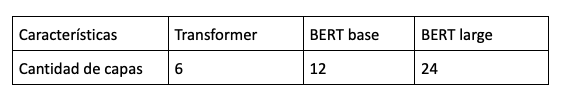 Características Transformer BERT base BERT large
Cantidad de capas 6 12 24